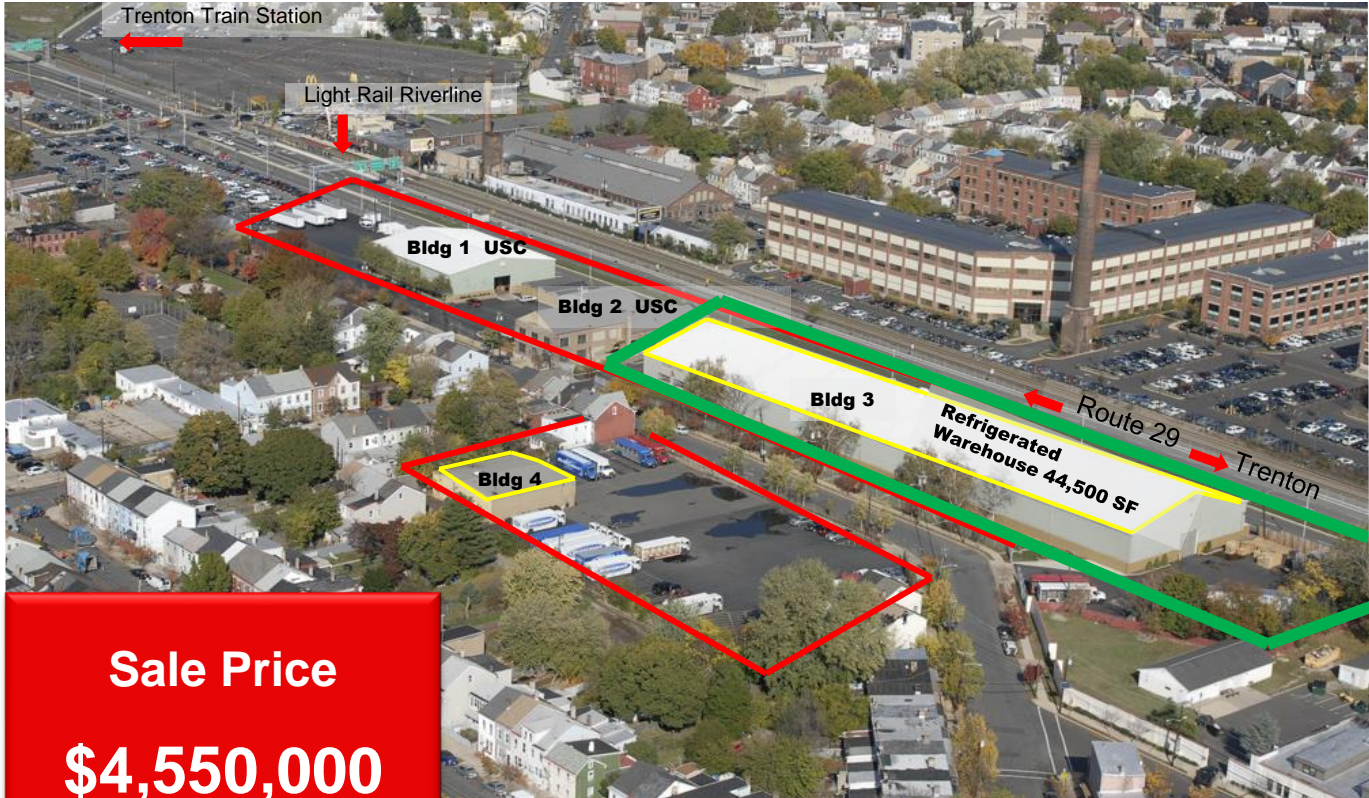 Trenton Train Station
Light Rail Riverline
Bldg 1 USC
Bldg 2 USC
Bldg 3
Refrigerated
Warehouse 44,500 SF
Route 29
Trenton
Bldg 4
Sale Price
$4,550,000